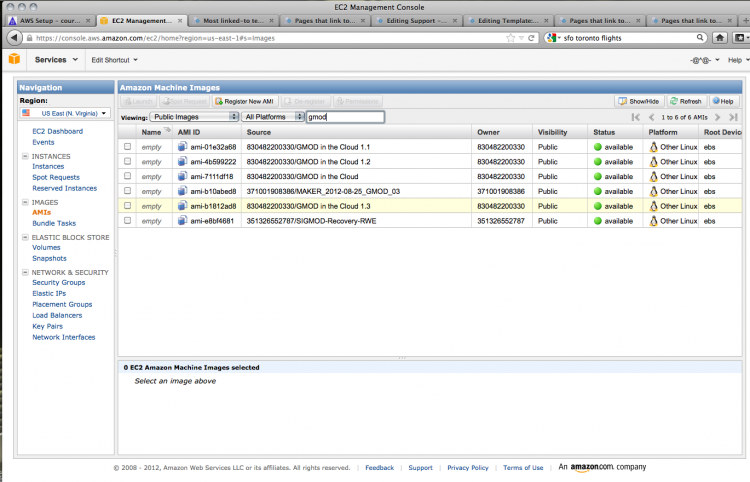 EC2 Management Console
AWS Setup – cour...
EC2 Management...
Most linked-to te...
Pages that link to...
Editing Support – ...
Editing Template:...
Pages that link to...
Pages that link to...
https://console.aws.amazon.com/ec2/home?region=us-east-1#s=Images
sfo toronto flights
Services
Edit Shortcut
-@^@-
Help
Navigation
Region:
US East (N. Virginia)
EC2 Dashboard
Events
INSTANCES
Instances
Spot Requests
Reserved Instances
IMAGES
AMIs
Bundle Tasks
ELASTIC BLOCK STORE
Volumes
Snapshots
NETWORK & SECURITY
Security Groups
Elastic IPs
Placement Groups
Load Balancers
Key Pairs
Network Interfaces
Amazon Machine Images
Launch Spot Request Register New AMI De-register Permissions Show/Hide Refresh Help
Viewing: Public Images All Platforms gmod 1 to 6 of 6 AMIs
Name AMI ID Source Owner Visibility Status Platform Root Devic
empty ami-01e32a68 830482200330/GMOD in the Cloud 1.1 830482200330 Public available Other Linux ebs
empty ami-4b599222 830482200330/GMOD in the Cloud 1.2 830482200330 Public available Other Linux ebs
empty ami-7111df18 830482200330/GMOD in the Cloud 830482200330 Public available Other Linux ebs
empty ami-b10abed8 371001908386/MAKER_2012-08-25_GMOD_03 371001908386 Public available Other Linux ebs
empty ami-b1812ad8 830482200330/GMOD in the Cloud 1.3 830482200330 Public available Other Linux ebs
empty ami-e8bf4681 351326552787/SIGMOD-Recovery-RWE 351326552787 Public available Other Linux ebs
0 EC2 Amazon Machine Images selected
Select an image above
© 2008 - 2012, Amazon Web Services LLC or its affiliates. All rights reserved. Feedback Support Privacy Policy Terms of Use An amazon.com. company